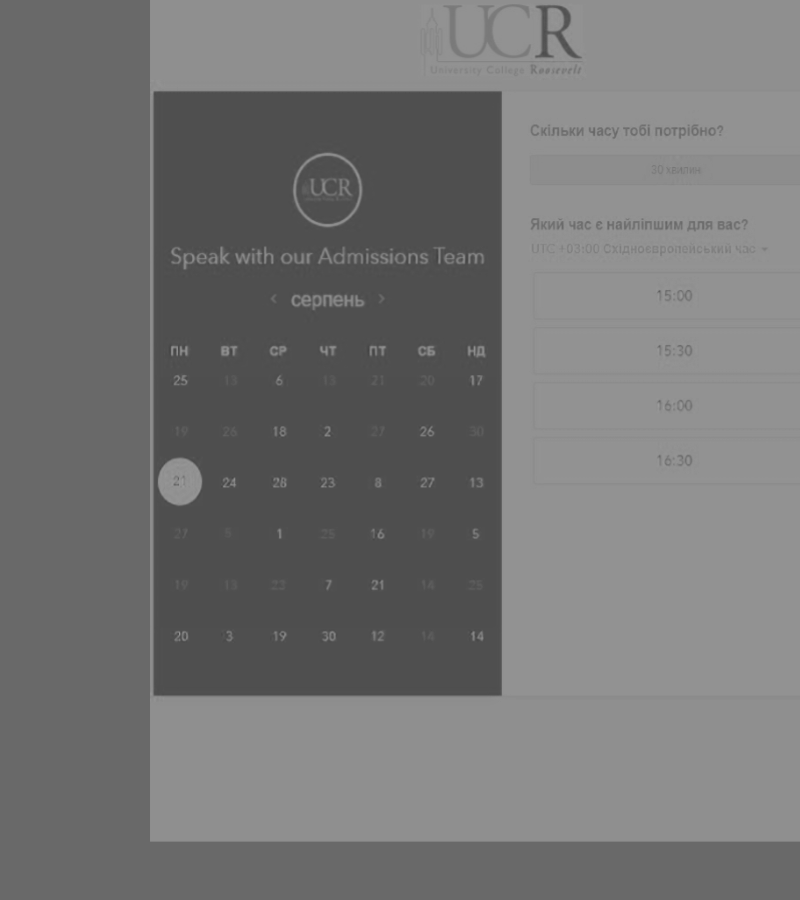 UCR
University College Roosevelt
UCR
Speak with our Admissions Team
серпень
ПН ВТ СР ЧТ ПТ СБ НД
25 13 6 13 21 20 17
19 26 18 2 27 26 30
21 24 28 23 8 27 13
27 1 25 16 19 5
19 13 22 7 21 14 25
20 3 19 30 12 14 14
Скільки часу тобі потрібно?
30 хвилин
Який час є найліпшим для вас?
UTC +03:00 Східноєвропейський час
15:00
15:30
16:00
16:30